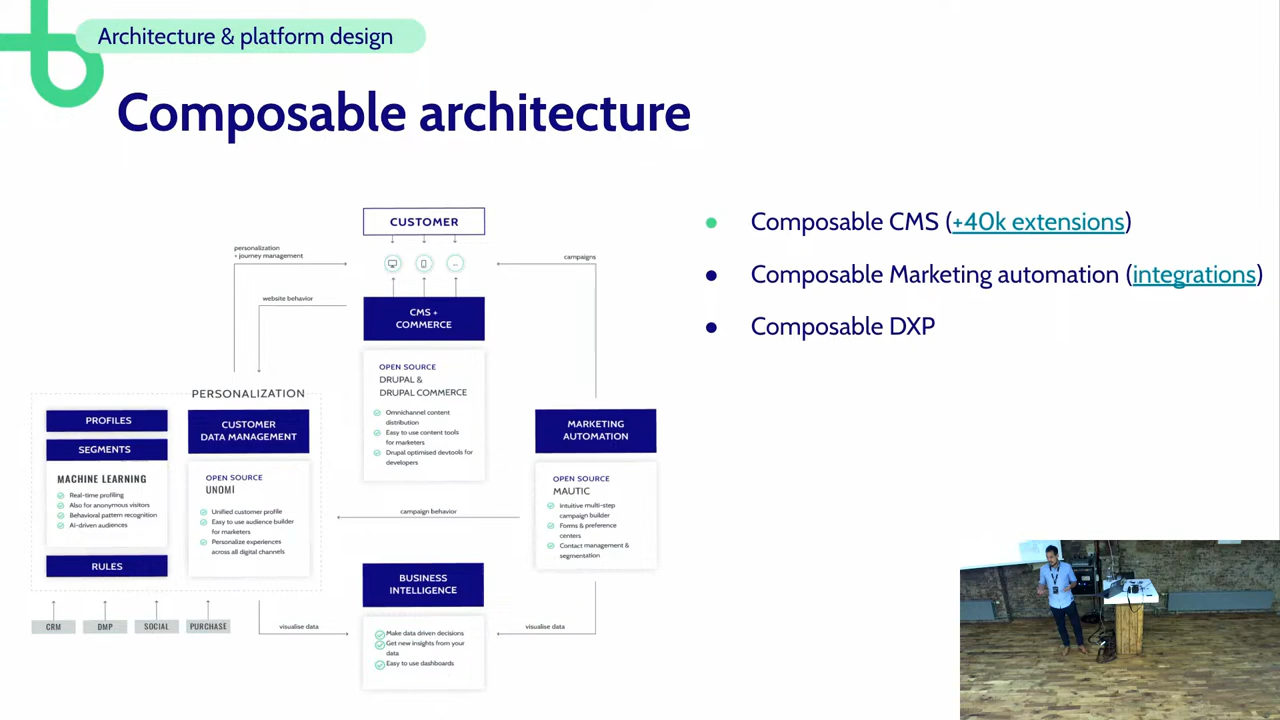 Architecture & platform design
Composable architecture
CUSTOMER
personalization
+ journey management
campaigns
...
website behavior
CMS +
COMMERCE
OPEN SOURCE
DRUPAL &
DRUPAL COMMERCE
Omnichannel content
distribution
Easy to use content tools
for marketers
Drupal optimised devtools for
developers
PERSONALIZATION
PROFILES
SEGMENTS
MACHINE LEARNING
Real-time profiling
Also for anonymous visitors
Behavioral pattern recognition
AI-driven audiences
RULES
CUSTOMER
DATA MANAGEMENT
OPEN SOURCE
UNOMI
Unified customer profile
Easy to use audience builder
for marketers
Personalize experiences
across all digital channels
MARKETING
AUTOMATION
OPEN SOURCE
MAUTIC
Intuitive multi-step
campaign builder
Forms & preference
centers
Contact management &
segmentation
campaign behavior
BUSINESS
INTELLIGENCE
Make data driven decisions
Get new insights from your
data
Easy to use dashboards
CRM
DMP
SOCIAL
PURCHASE
visualise data
visualise data
• Composable CMS (+40k extensions)
• Composable Marketing automation (integrations)
• Composable DXP